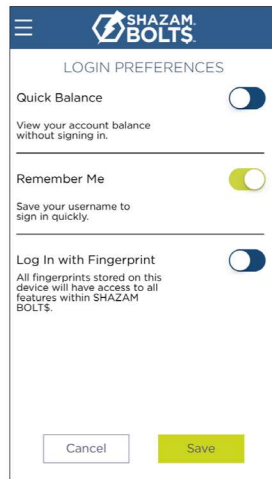 SHAZAM
BOLT$
LOGIN PREFERENCES
Quick Balance
View your account balance
without signing in.
Remember Me
Save your username to
sign in quickly.
Log In with Fingerprint
All fingerprints stored on this
device will have access to all
features within SHAZAM
BOLT$.
Cancel
Save